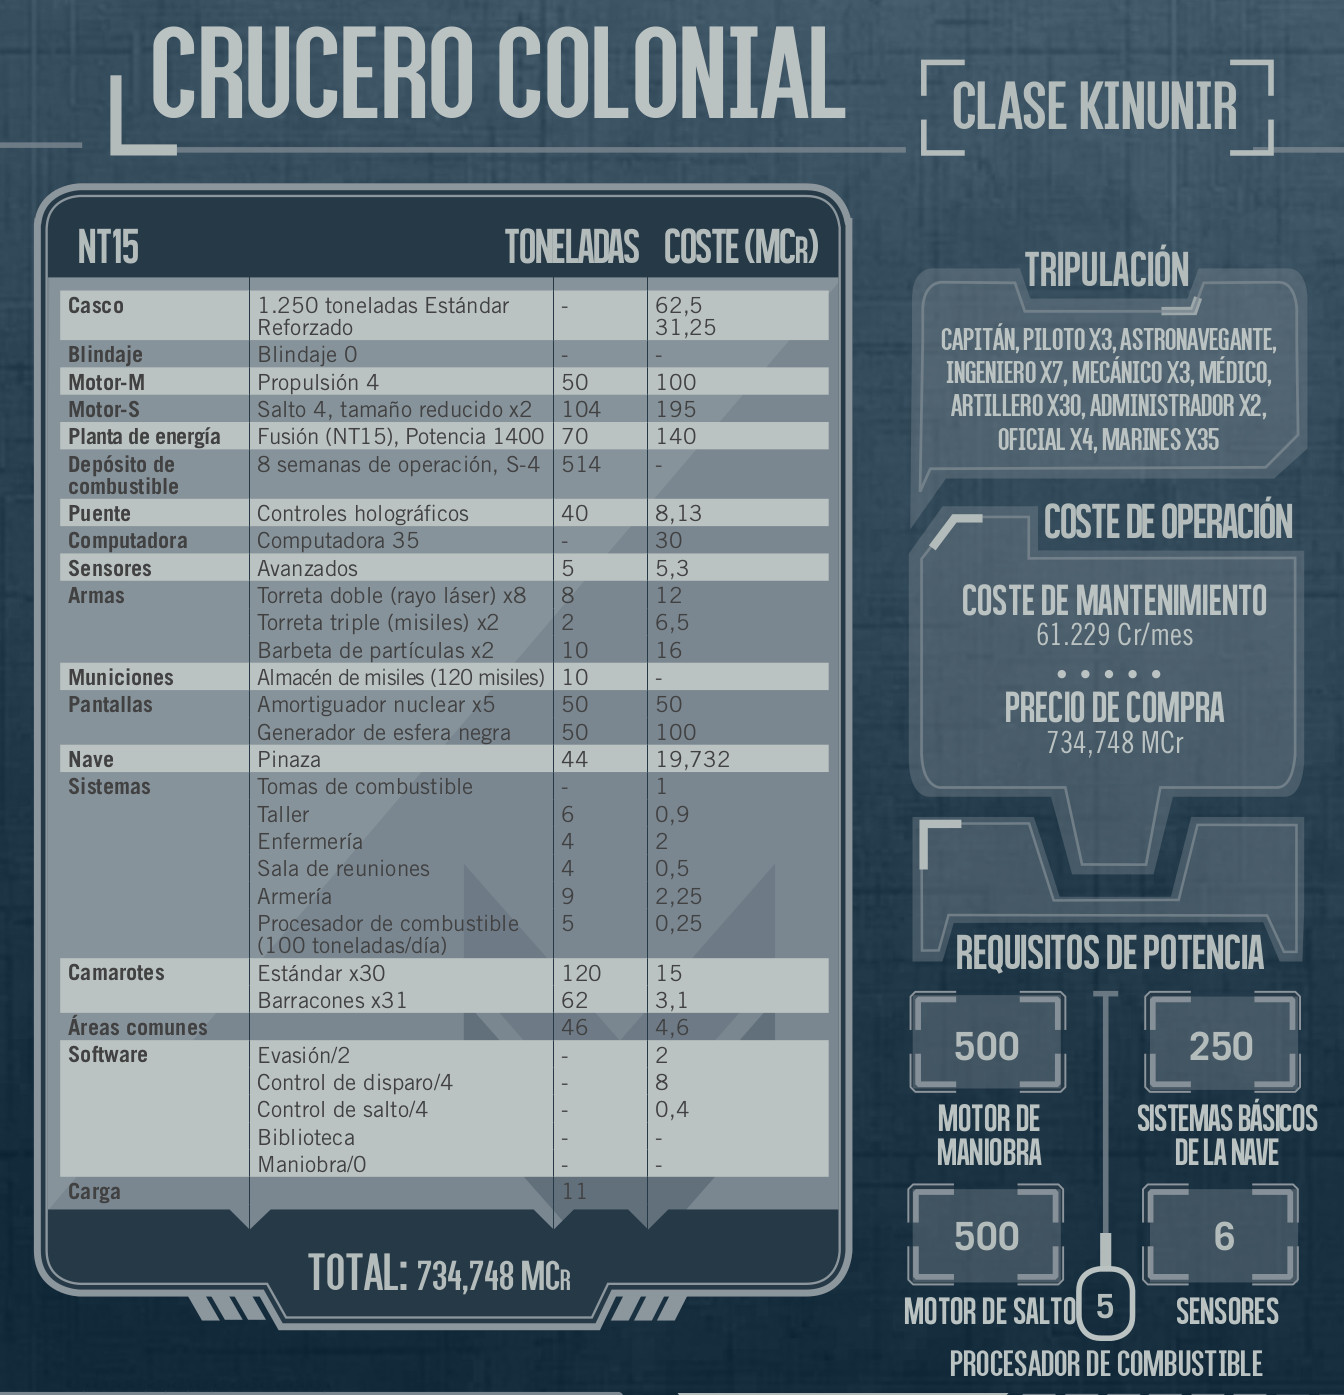 CRUCERO COLONIAL
CLASE KINUNIR
NT15 TONELADAS COSTE (MCR)
Casco 1.250 toneladas Estándar - 62,5
Reforzado 31,25
Blindaje Blindaje 0 - -
Motor-M Propulsión 4 50 100
Motor-S Salto 4, tamaño reducido x2 104 195
Planta de energía Fusión (NT15), Potencia 1400 70 140
Depósito de 8 semanas de operación, S-4 514 -
combustible
Puente Controles holográficos 40 8,13
Computadora Computadora 35 - 30
Sensores Avanzados 5 5,3
Armas Torreta doble (rayo láser) x8 8 12
Torreta triple (misiles) x2 2 6,5
Barbeta de partículas x2 10 16
Municiones Almacén de misiles (120 misiles) 10 -
Pantallas Amortiguador nuclear x5 50 50
Generador de esfera negra 50 100
Nave Pinaza 44 19,732
Sistemas Tomas de combustible - 1
Taller 6 0,9
Enfermería 4 2
Sala de reuniones 4 0,5
Armería 9 2,25
Procesador de combustible 5 0,25
(100 toneladas/día)
Camarotes Estándar x30 120 15
Barracones x31 62 3,1
Áreas comunes 46 4,6
Software Evasión/2 - 2
Control de disparo/4 - 8
Control de salto/4 - 0,4
Biblioteca - -
Maniobra/0 - -
Carga 11
TOTAL: 734,748 MCR
TRIPULACIÓN
CAPITÁN, PILOTO X3, ASTRONAVEGANTE,
INGENIERO X7, MECÁNICO X3, MÉDICO,
ARTILLERO X30, ADMINISTRADOR X2,
OFICIAL X4, MARINES X35
COSTE DE OPERACIÓN
COSTE DE MANTENIMIENTO
61.229 Cr/mes
PRECIO DE COMPRA
734,748 MCr
REQUISITOS DE POTENCIA
500 250
MOTOR DE SISTEMAS BÁSICOS
MANIOBRA DE LA NAVE
500 6
MOTOR DE SALTO 5 SENSORES
PROCESADOR DE COMBUSTIBLE